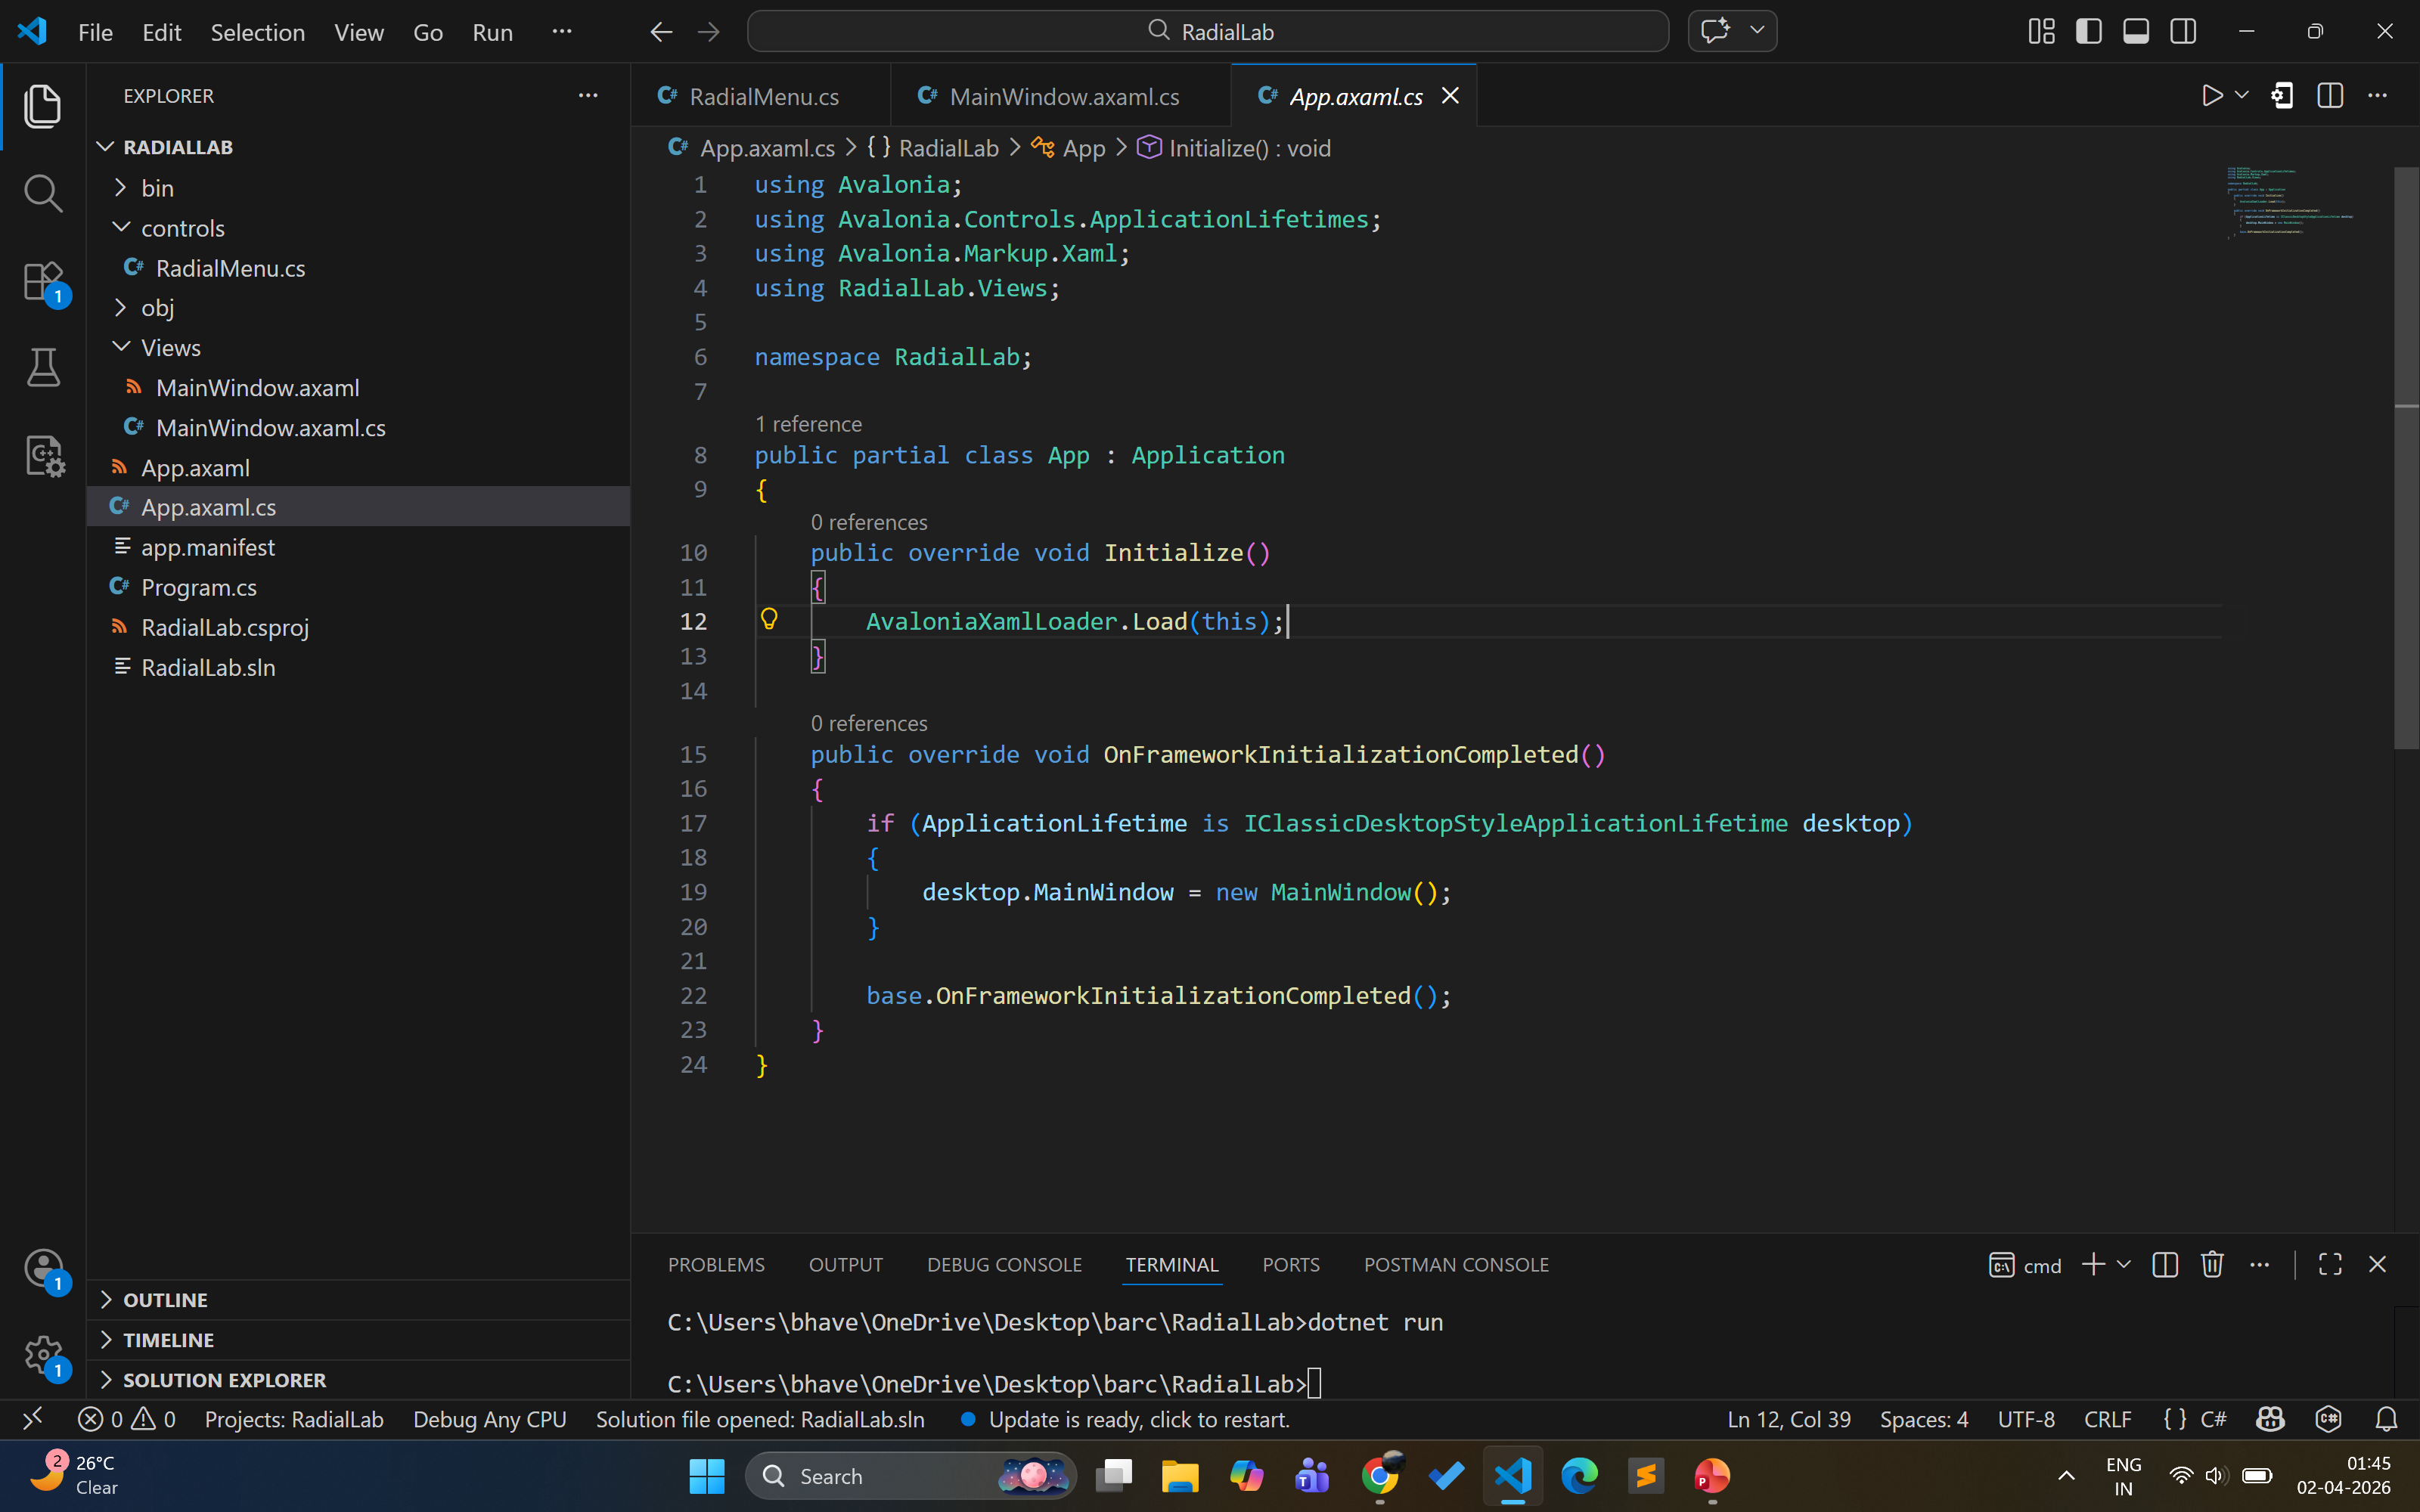 File Edit Selection View Go Run ···
RadialLab
EXPLORER
RADIALLAB
bin
controls
C# RadialMenu.cs
obj
Views
MainWindow.axaml
C# MainWindow.axaml.cs
App.axaml
C# App.axaml.cs
app.manifest
C# Program.cs
RadialLab.csproj
RadialLab.sln
OUTLINE
TIMELINE
SOLUTION EXPLORER
1
1
1
C# RadialMenu.cs C# MainWindow.axaml.cs C# App.axaml.cs
C# App.axaml.cs > {} RadialLab > App > Initialize() : void
1 using Avalonia;
2 using Avalonia.Controls.ApplicationLifetimes;
3 using Avalonia.Markup.Xaml;
4 using RadialLab.Views;
5
6 namespace RadialLab;
7
1 reference
8 public partial class App : Application
9 {
0 references
10 public override void Initialize()
11 {
12 AvaloniaXamlLoader.Load(this);
13 }
14
0 references
15 public override void OnFrameworkInitializationCompleted()
16 {
17 if (ApplicationLifetime is IClassicDesktopStyleApplicationLifetime desktop)
18 {
19 desktop.MainWindow = new MainWindow();
20 }
21
22 base.OnFrameworkInitializationCompleted();
23 }
24 }
PROBLEMS OUTPUT DEBUG CONSOLE TERMINAL PORTS POSTMAN CONSOLE
cmd
C:\Users\bhave\OneDrive\Desktop\barc\RadialLab>dotnet run
C:\Users\bhave\OneDrive\Desktop\barc\RadialLab>
0 0 Projects: RadialLab Debug Any CPU Solution file opened: RadialLab.sln Update is ready, click to restart. Ln 12, Col 39 Spaces: 4 UTF-8 CRLF {} C#
2
26°C
Clear
Search
ENG
IN
01:45
02-04-2026